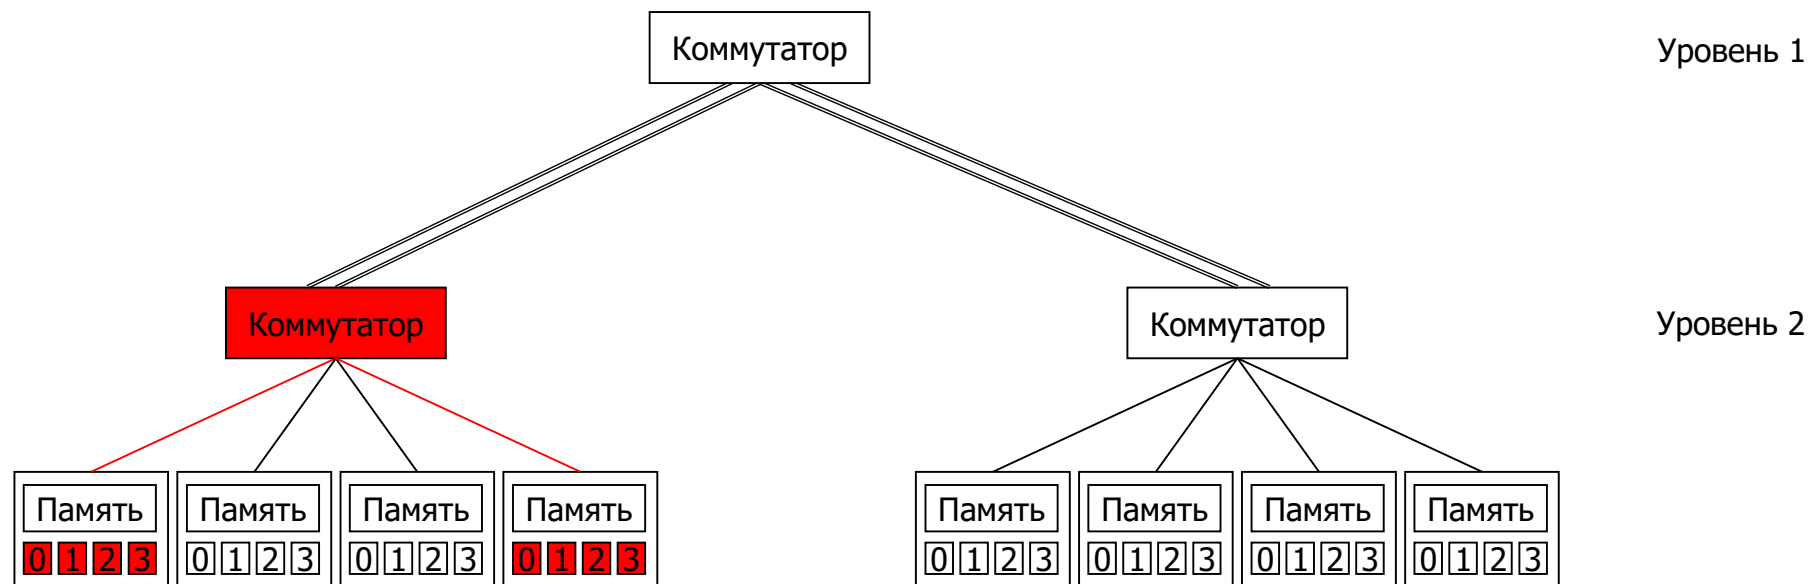 Коммутатор Уровень 1
Коммутатор Коммутатор Уровень 2
Память Память Память Память Память Память Память Память
0 1 2 3 0 1 2 3 0 1 2 3 0 1 2 3 0 1 2 3 0 1 2 3 0 1 2 3 0 1 2 3